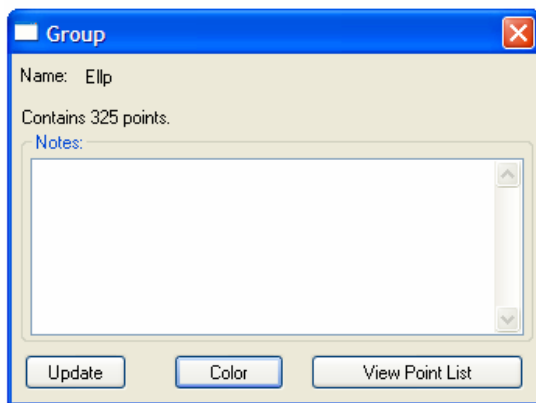 Group
Name: Ellp
Contains 325 points.
Notes:
Update Color View Point List